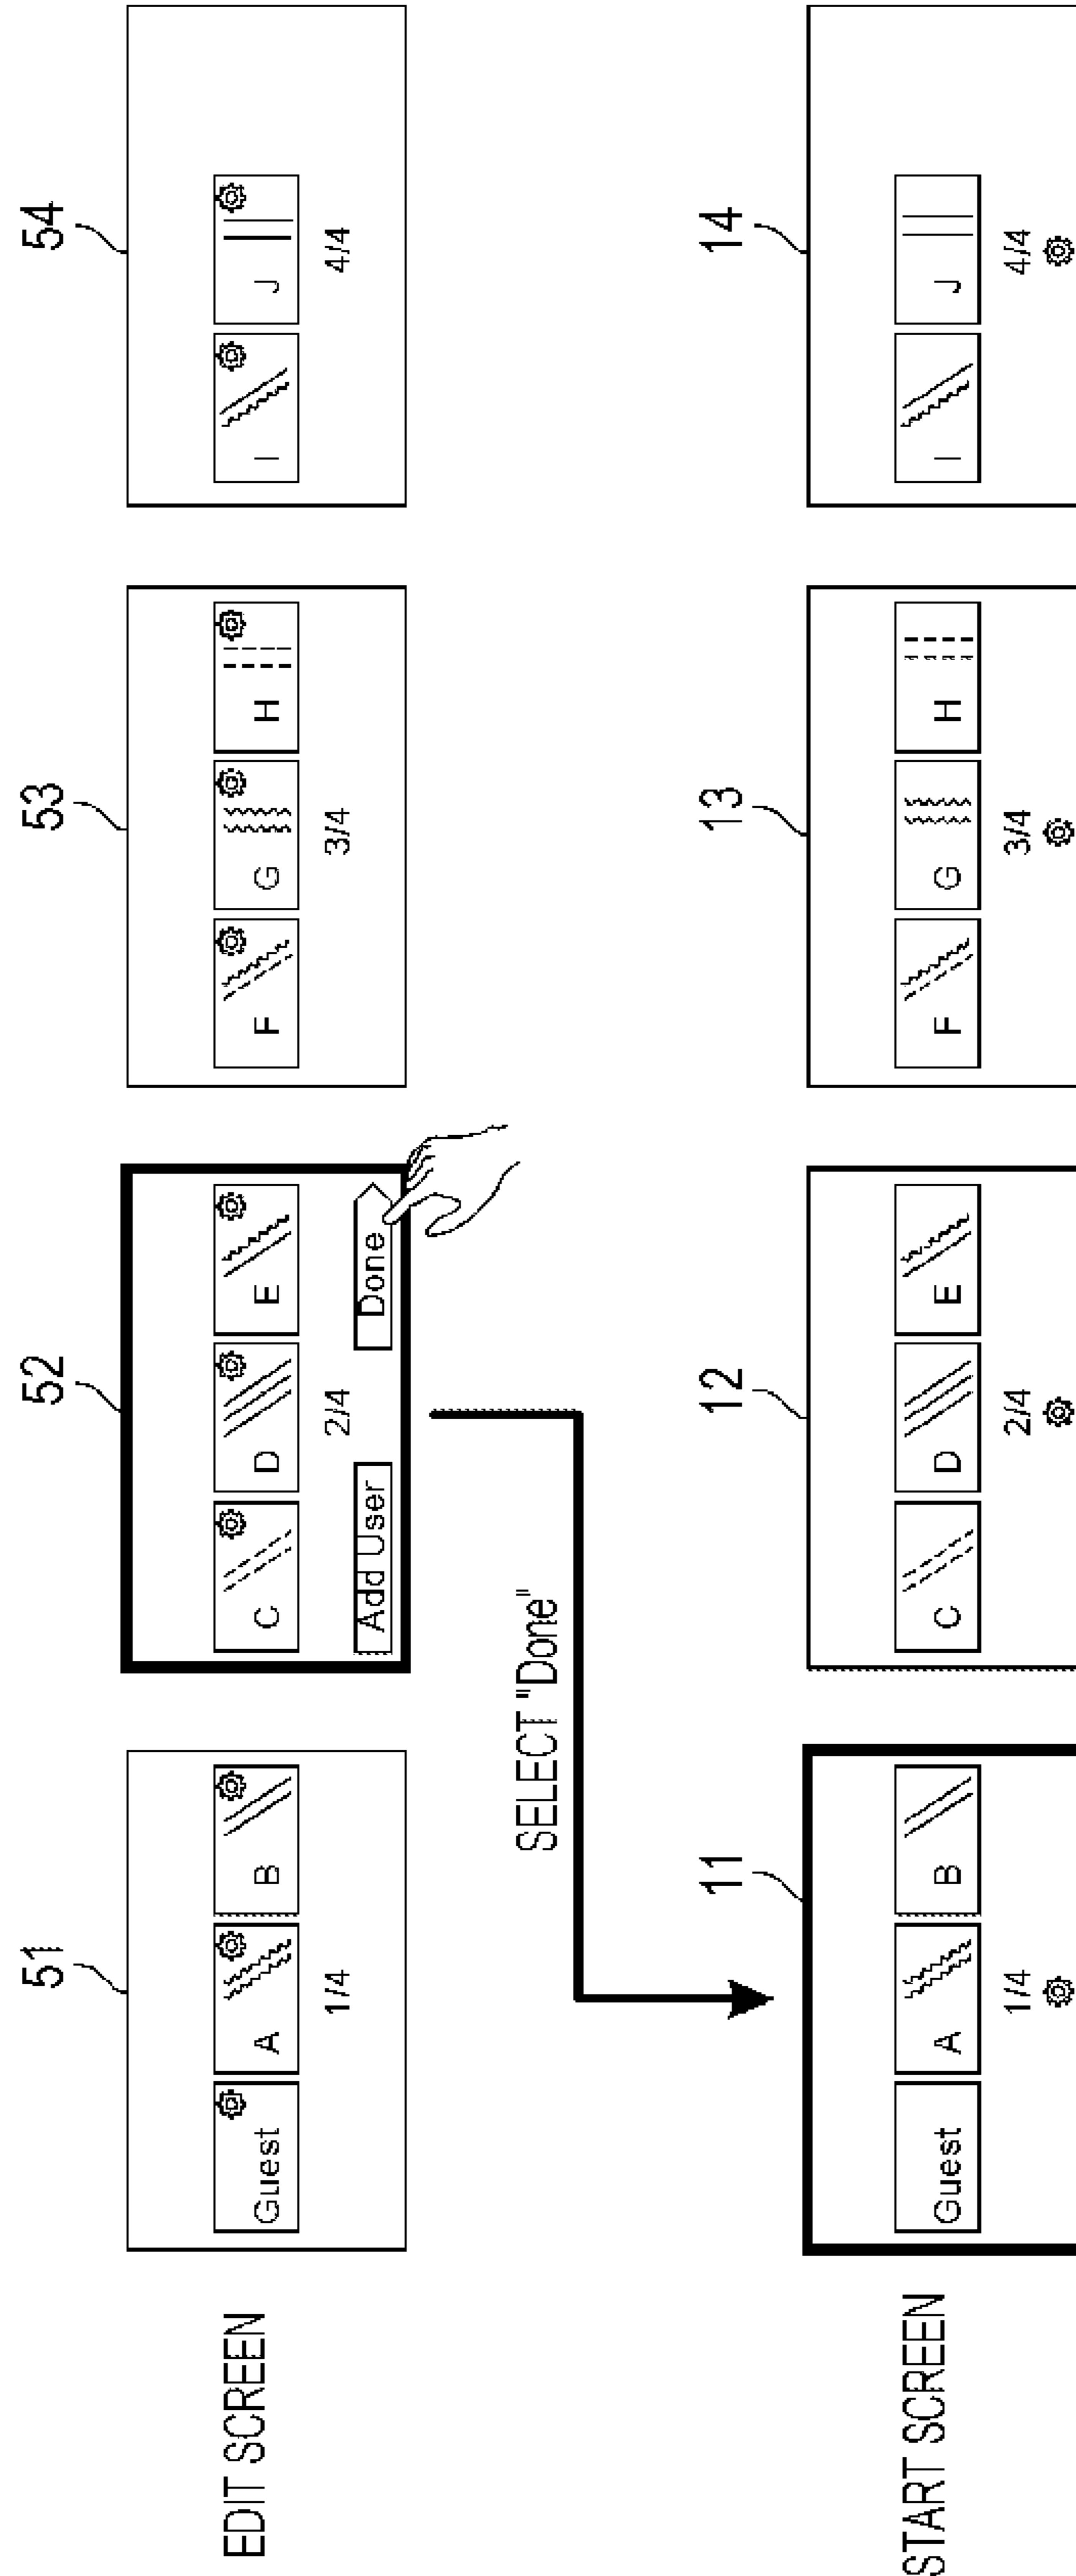 EDIT SCREEN
51
Guest
A
B
1/4
52
C
D
E
2/4
Add User
Done
53
F
G
H
3/4
54
I
J
4/4
SELECT "Done"
START SCREEN
11
Guest
A
B
1/4
12
C
D
E
2/4
13
F
G
H
3/4
14
I
J
4/4